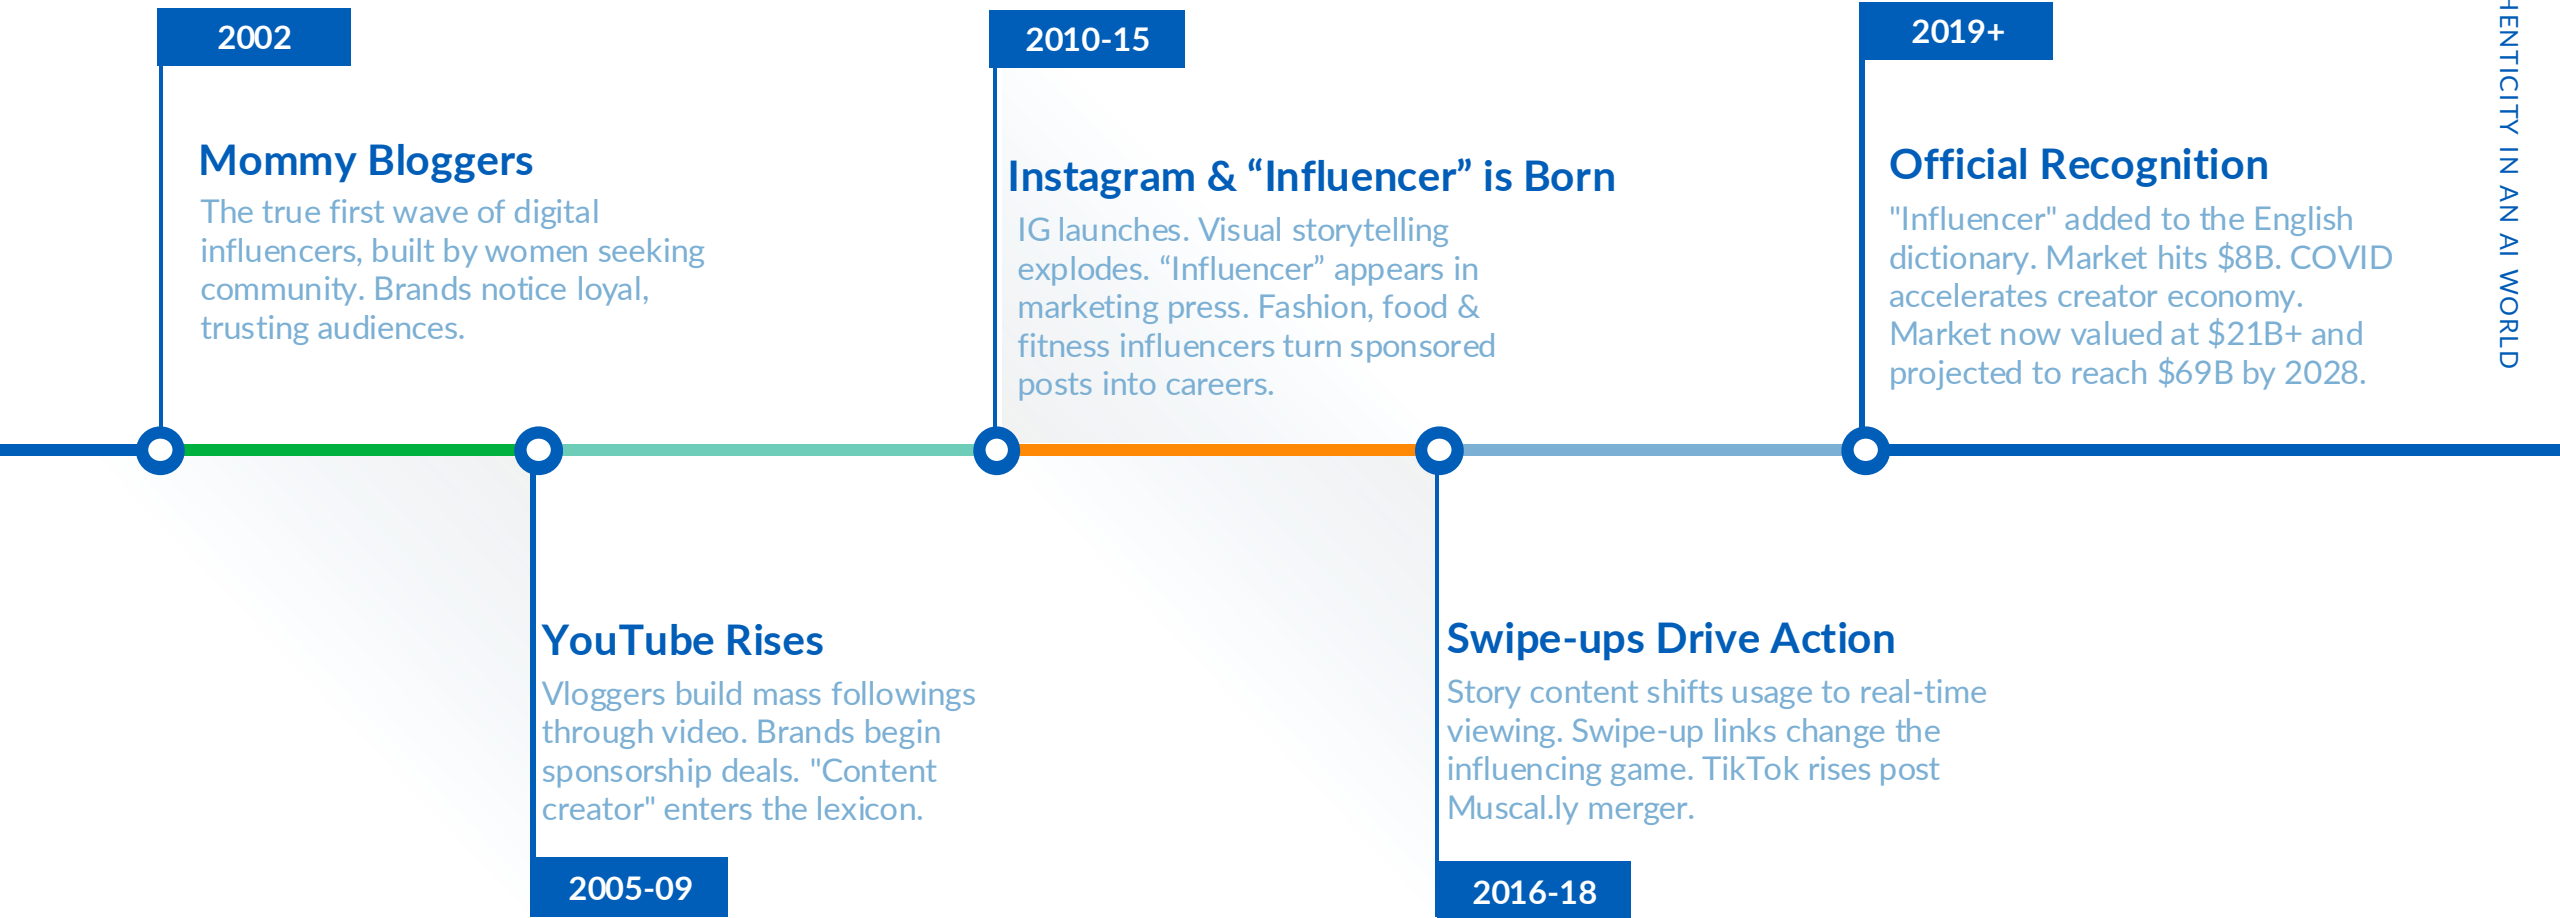 2002
Mommy Bloggers
The true first wave of digital
influencers, built by women seeking
community. Brands notice loyal,
trusting audiences.
2005-09
YouTube Rises
Vloggers build mass followings
through video. Brands begin
sponsorship deals. "Content
creator" enters the lexicon.
2010-15
Instagram & “Influencer” is Born
IG launches. Visual storytelling
explodes. “Influencer” appears in
marketing press. Fashion, food &
fitness influencers turn sponsored
posts into careers.
2016-18
Swipe-ups Drive Action
Story content shifts usage to real-time
viewing. Swipe-up links change the
influencing game. TikTok rises post
Muscal.ly merger.
2019+
Official Recognition
"Influencer" added to the English
dictionary. Market hits $8B. COVID
accelerates creator economy.
Market now valued at $21B+ and
projected to reach $69B by 2028.
HENTICITY IN AN AI WORLD